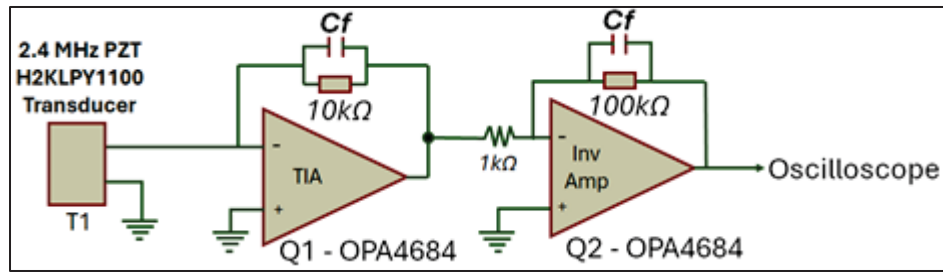 2.4 MHz PZT
H2KLPY1100
Transducer
T1
Cf
10kΩ
-
TIA
+
Q1 - OPA4684
1kΩ
Cf
100kΩ
-
Inv
Amp
+
Q2 - OPA4684
Oscilloscope